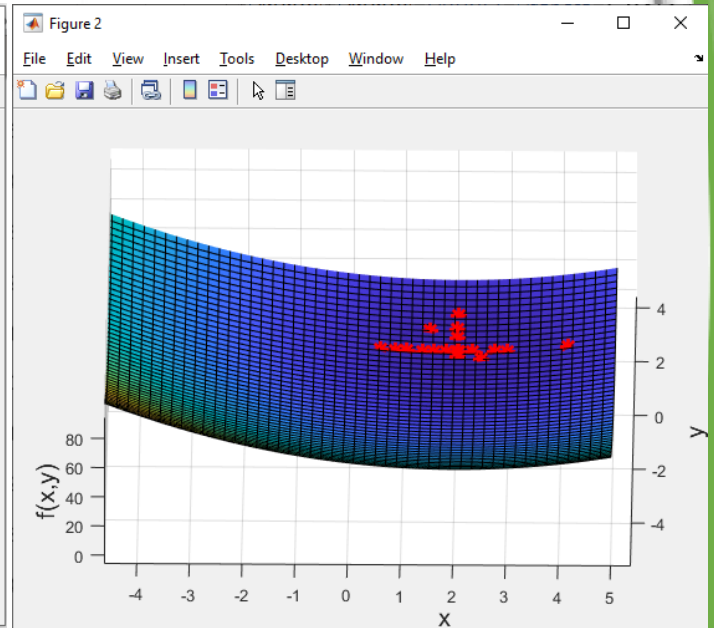 Figure 2
File Edit View Insert Tools Desktop Window Help
4
2
0
-2
-4
y
80
60
40
20
0
f(x,y)
-4 -3 -2 -1 0 1 2 3 4 5
x